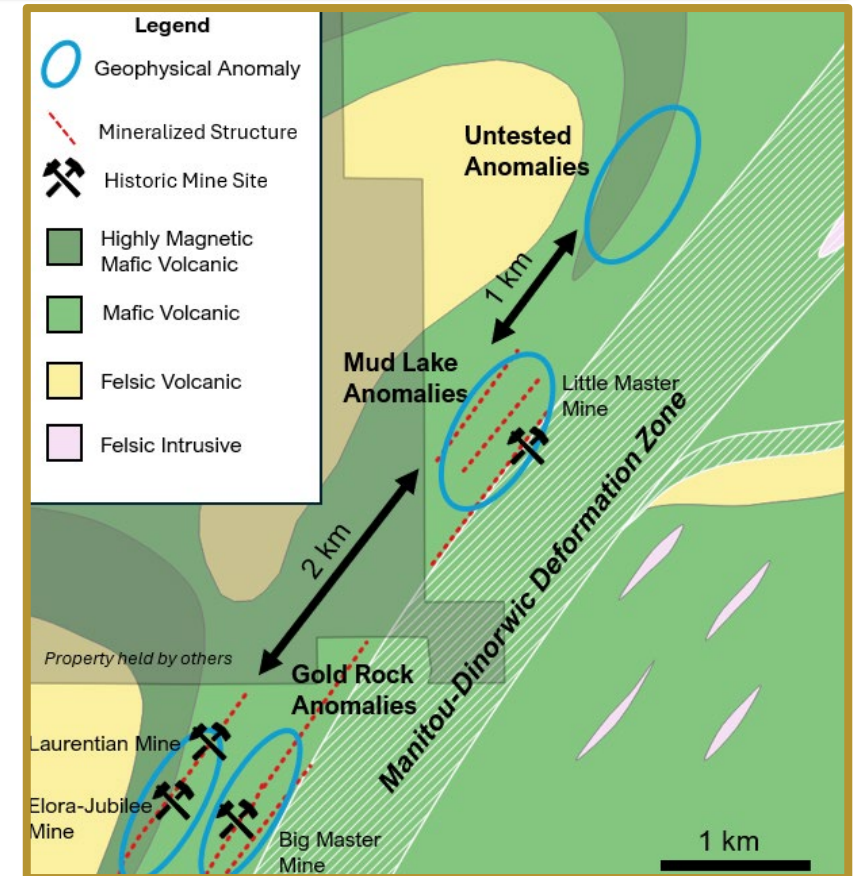 Legend
Geophysical Anomaly
Mineralized Structure
Historic Mine Site
Highly Magnetic
Mafic Volcanic
Mafic Volcanic
Felsic Volcanic
Felsic Intrusive
Untested
Anomalies
1 km
Mud Lake
Anomalies
Little Master
Mine
2 km
Manitou-Dinorwic Deformation Zone
Property held by others
Gold Rock
Anomalies
Laurentian Mine
Elora-Jubilee
Mine
Big Master
Mine
1 km